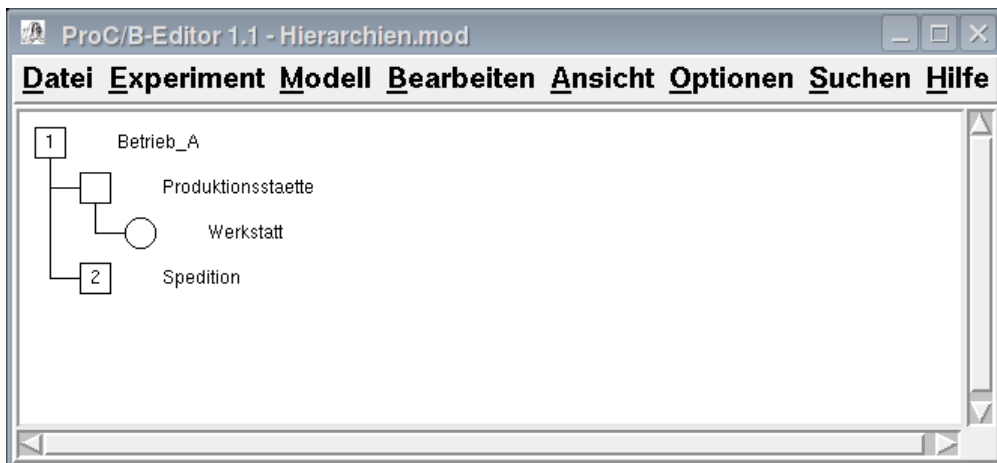 ProC/B-Editor 1.1 - Hierarchien.mod
Datei Experiment Modell Bearbeiten Ansicht Optionen Suchen Hilfe
1 Betrieb_A
Produktionsstaette
Werkstatt
2 Spedition